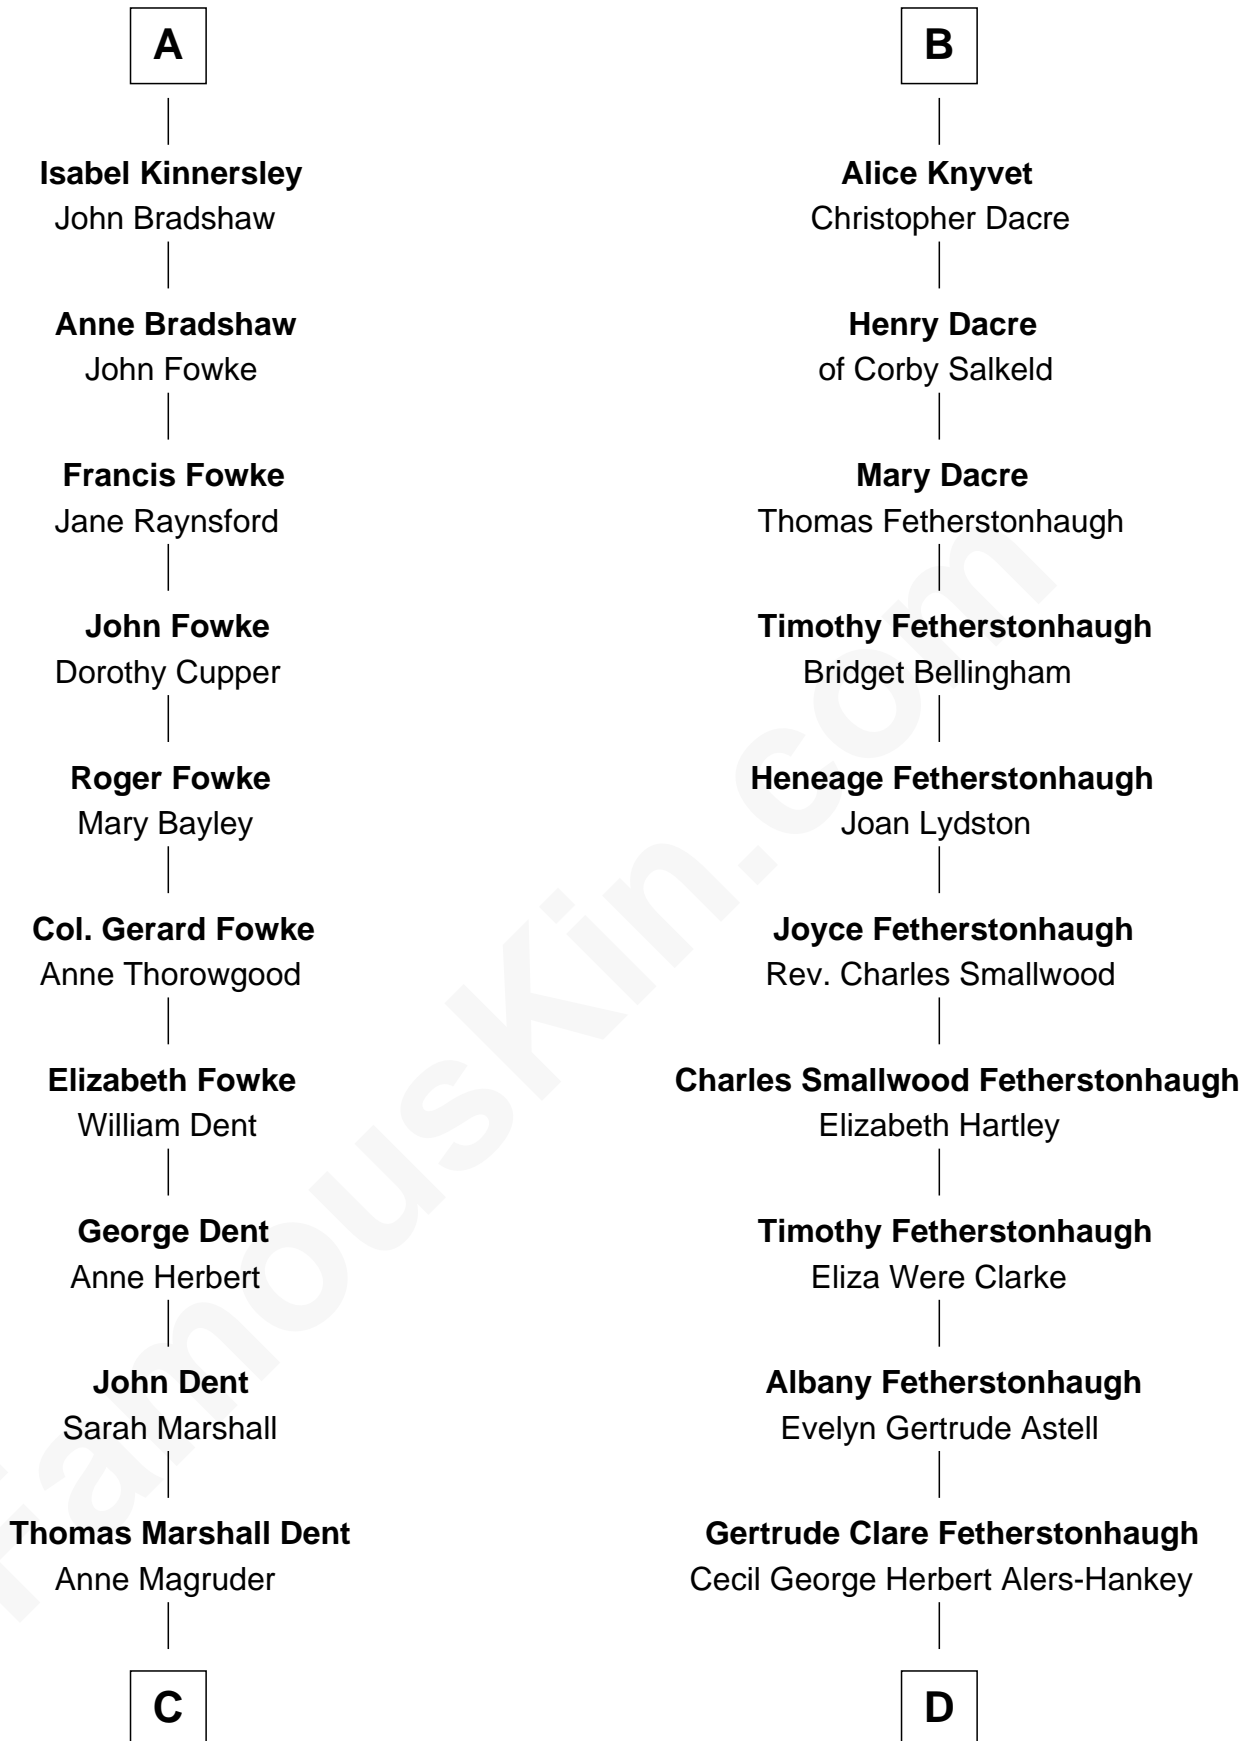 A
Isabel Kinnersley
John Bradshaw
Anne Bradshaw
John Fowke
Francis Fowke
Jane Raynsford
John Fowke
Dorothy Cupper
Roger Fowke
Mary Bayley
Col. Gerard Fowke
Anne Thorowgood
Elizabeth Fowke
William Dent
George Dent
Anne Herbert
John Dent
Sarah Marshall
Thomas Marshall Dent
Anne Magruder
C
B
Alice Knyvet
Christopher Dacre
Henry Dacre
of Corby Salkeld
Mary Dacre
Thomas Fetherstonhaugh
Timothy Fetherstonhaugh
Bridget Bellingham
Heneage Fetherstonhaugh
Joan Lydston
Joyce Fetherstonhaugh
Rev. Charles Smallwood
Charles Smallwood Fetherstonhaugh
Elizabeth Hartley
Timothy Fetherstonhaugh
Eliza Were Clarke
Albany Fetherstonhaugh
Evelyn Gertrude Astell
Gertrude Clare Fetherstonhaugh
Cecil George Herbert Alers-Hankey
D
FamousKin.com